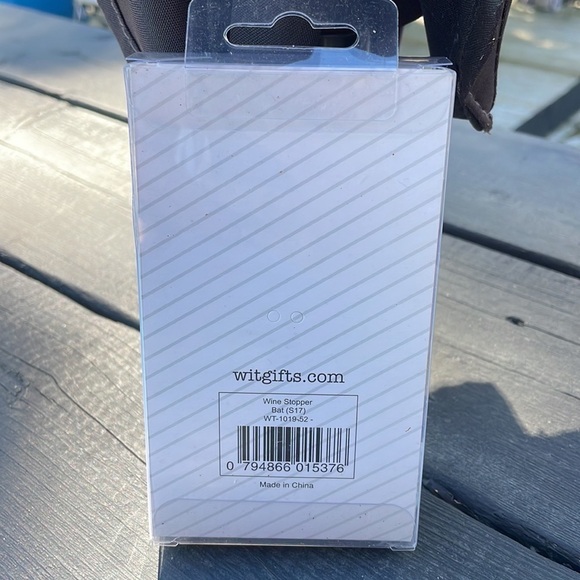 witgifts.com
Wine Stopper
Bat (S17)
WT-1019-52 -
0 794866 015376
Made in China